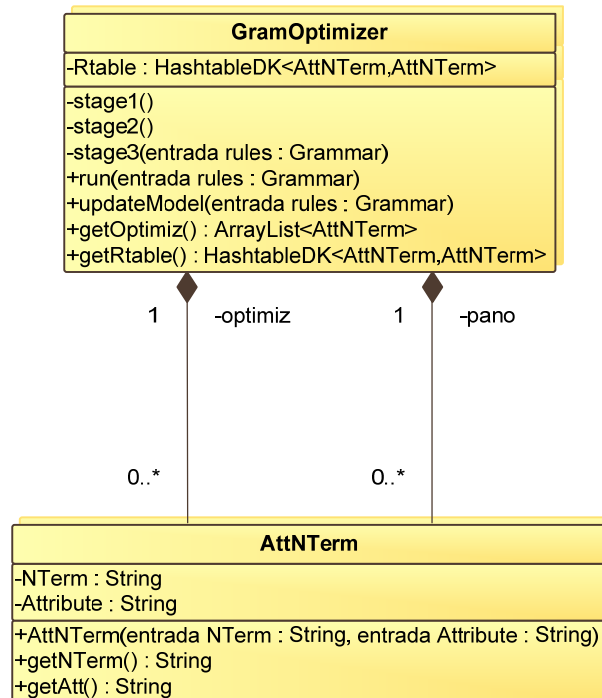 GramOptimizer
-Rtable : HashtableDK<AttNTerm,AttNTerm>
-stage1()
-stage2()
-stage3(entrada rules : Grammar)
+run(entrada rules : Grammar)
+updateModel(entrada rules : Grammar)
+getOptimiz() : ArrayList<AttNTerm>
+getRtable() : HashtableDK<AttNTerm,AttNTerm>
1 -optimiz 1 -pano
0..* 0..*
AttNTerm
-NTerm : String
-Attribute : String
+AttNTerm(entrada NTerm : String, entrada Attribute : String)
+getNTerm() : String
+getAtt() : String